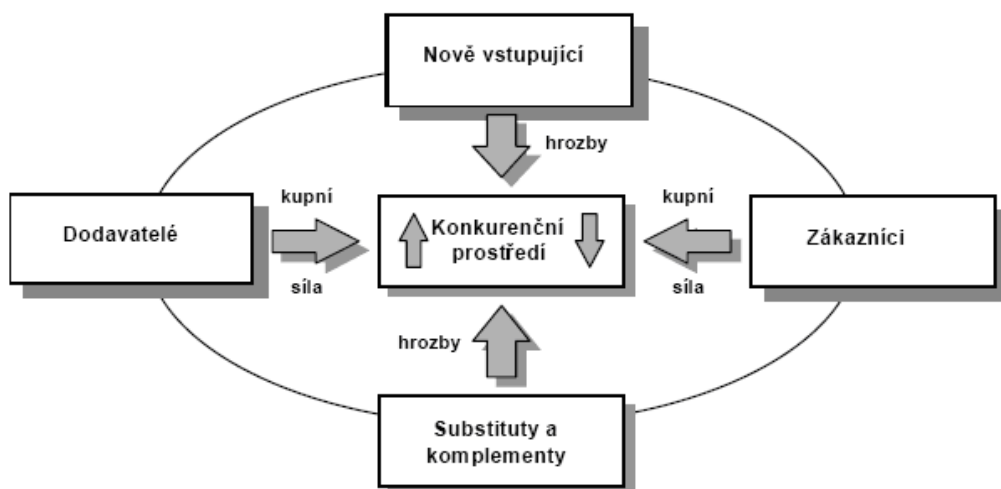 Nově vstupující
hrozby
Dodavatelé
kupní
síla
Konkurenční
prostředí
kupní
síla
Zákazníci
hrozby
Substituty a
komplementy